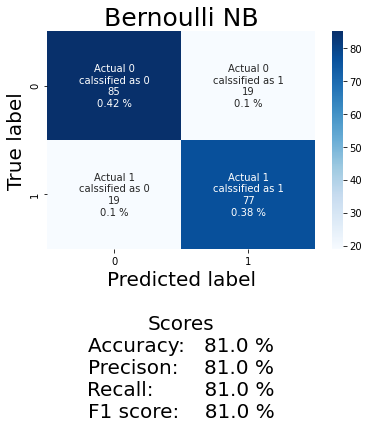 Bernoulli NB
True label
0
Actual 0
calssified as 0
85
0.42 %
Actual 0
calssified as 1
19
0.1 %
1
Actual 1
calssified as 0
19
0.1 %
Actual 1
calssified as 1
77
0.38 %
0
1
Predicted label
80
70
60
50
40
30
20
Scores
Accuracy: 81.0 %
Precison: 81.0 %
Recall: 81.0 %
F1 score: 81.0 %